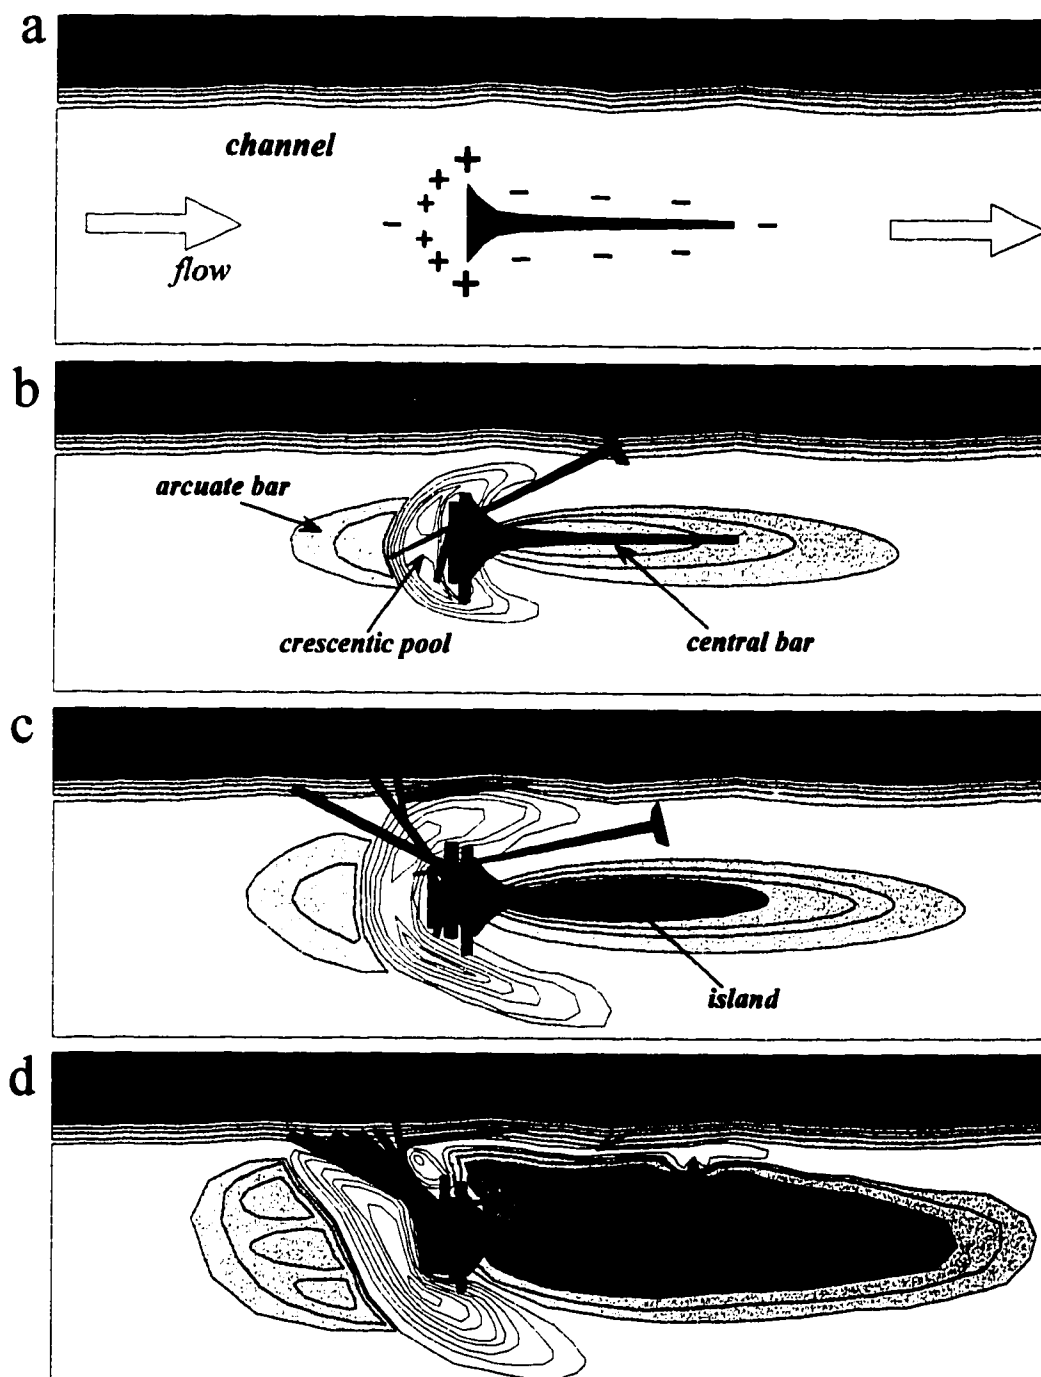 a
channel
flow
b
arcuate bar
crescentic pool
central bar
c
island
d